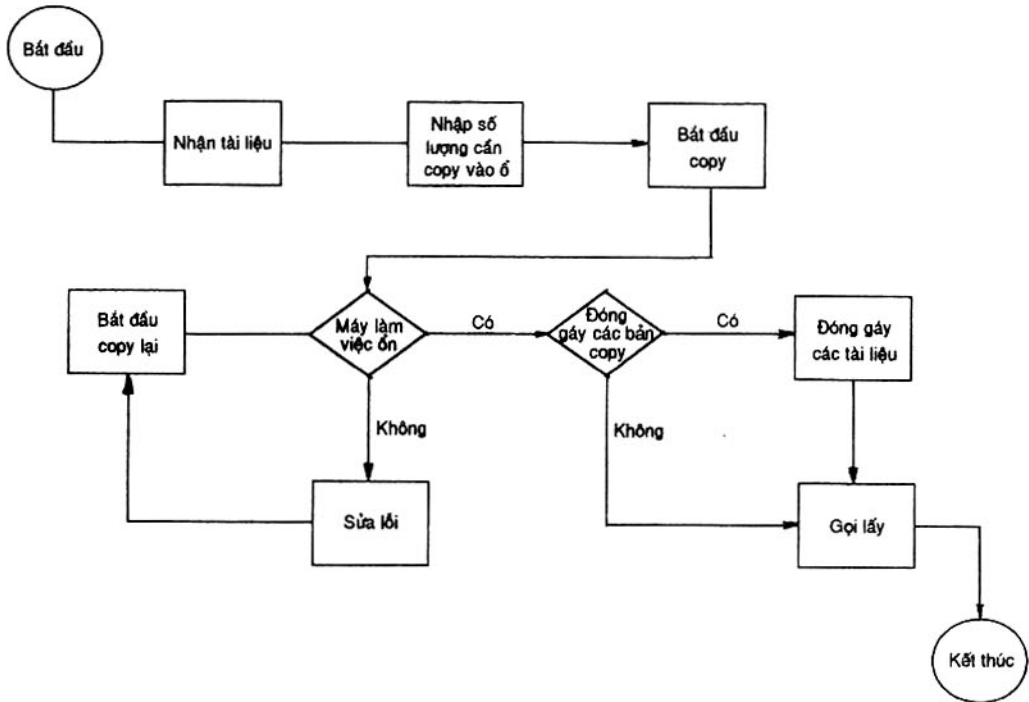 Bắt đầu
Nhận tài liệu
Nhập số
lượng cần
copy vào ổ
Bắt đầu
copy
Bắt đầu
copy lại
Máy làm
việc ổn
Có
Đóng
gáy các bản
copy
Có
Đóng gáy
các tài liệu
Không
Không
Sửa lỗi
Gọi lấy
Kết thúc